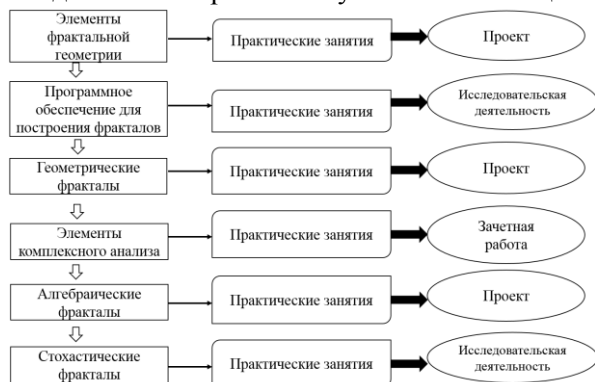 Элементы
фрактальной
геометрии
Практические занятия
Проект
Программное
обеспечение для
построения фракталов
Практические занятия
Исследовательская
деятельность
Геометрические
фракталы
Практические занятия
Проект
Элементы
комплексного анализа
Практические занятия
Зачетная
работа
Алгебраические
фракталы
Практические занятия
Проект
Стохастические
фракталы
Практические занятия
Исследовательская
деятельность